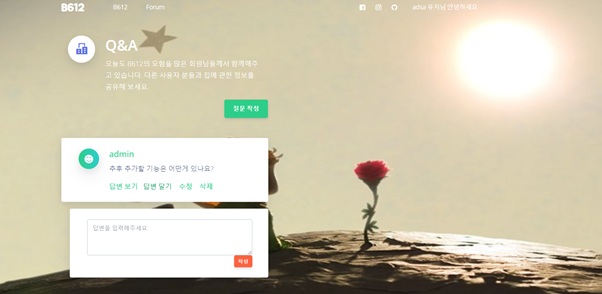 B612
B612 Forum
adui 유저님 안녕하세요
Q&A
오늘도 B612의 모험을 많은 회원님들께서 함께해주
고 있습니다. 다른 사용자 분들과 집에 관한 정보를
공유해 보세요.
질문 작성
admin
추후 추가할 기능은 어떤게 있나요?
답변 보기 답변 달기 수정 삭제
답변을 입력해주세요
작성